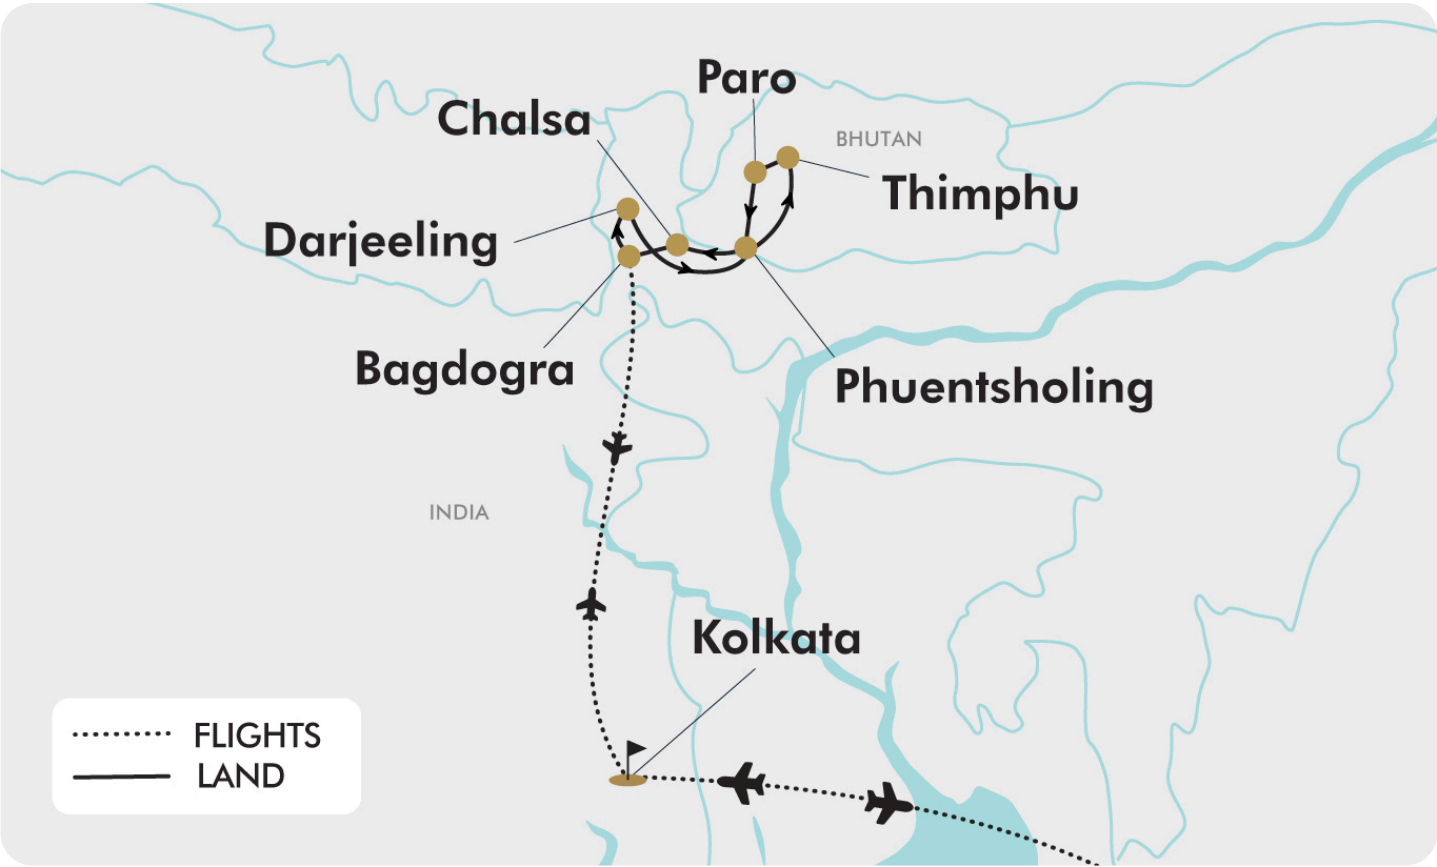 Paro
Chalsa
BHUTAN
Thimphu
Darjeeling
Bagdogra
Phuentsholing
INDIA
Kolkata
FLIGHTS
LAND